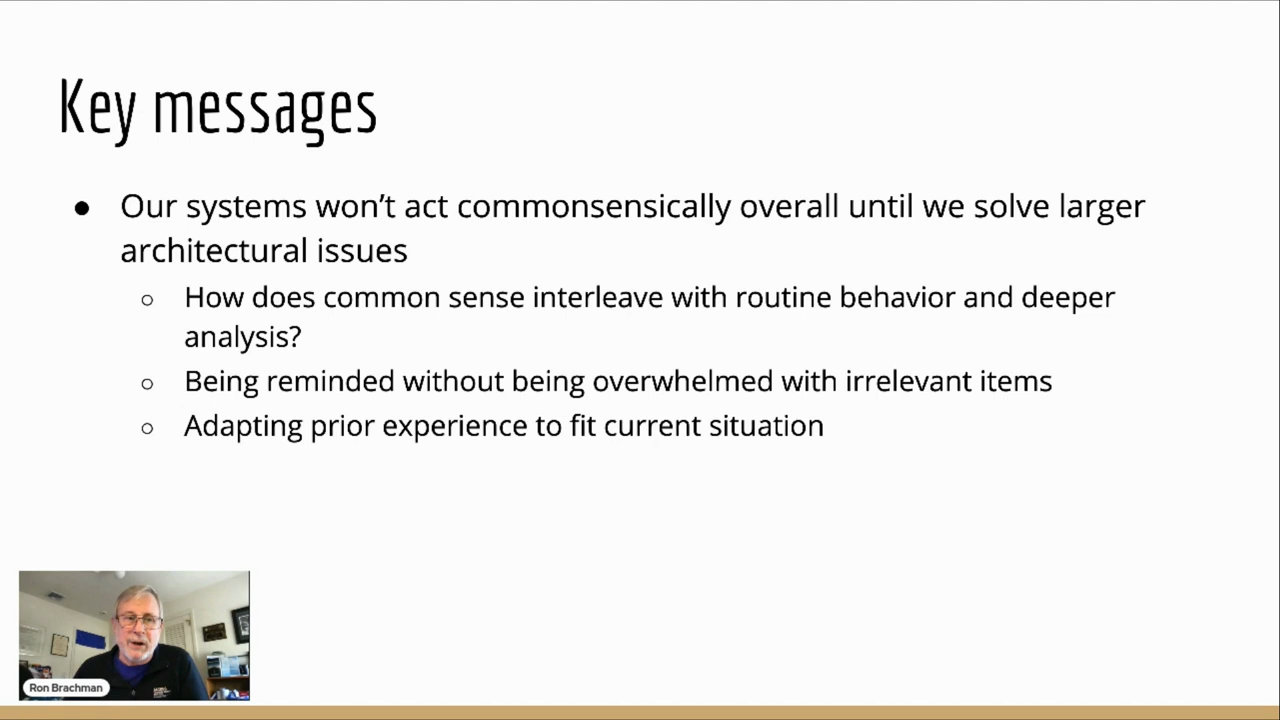 Key messages
● Our systems won’t act commonsensically overall until we solve larger
architectural issues
○ How does common sense interleave with routine behavior and deeper
analysis?
○ Being reminded without being overwhelmed with irrelevant items
○ Adapting prior experience to fit current situation
Ron Brachman